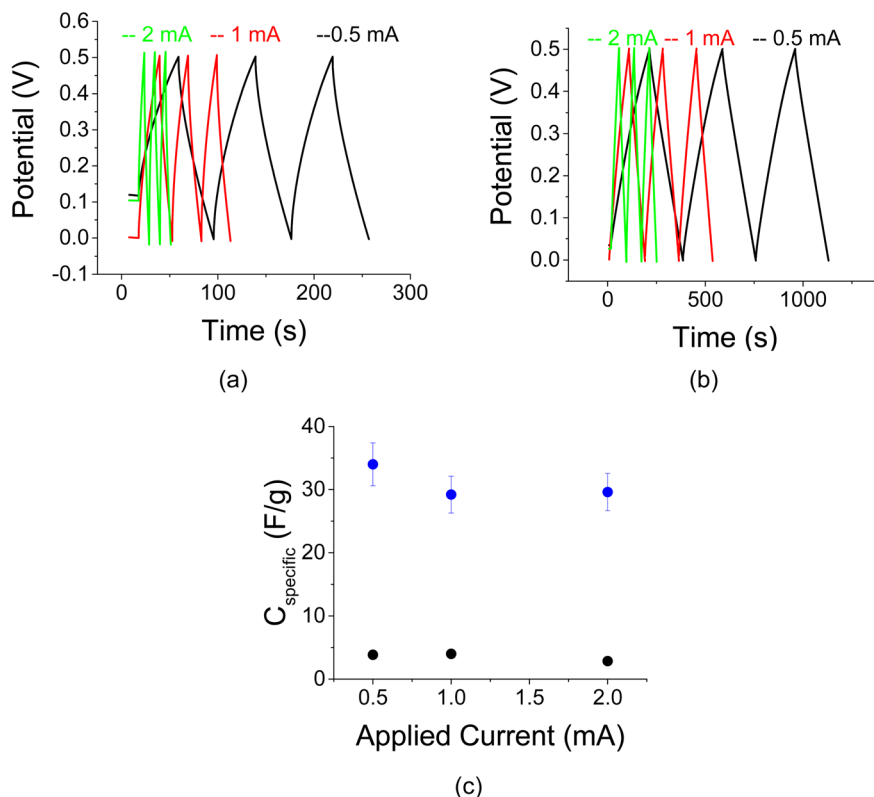 -- 2 mA -- 1 mA --0.5 mA
0.6
0.5
0.4
0.3
0.2
0.1
0.0
-0.1
Potential (V)
0 100 200 300
Time (s)
(a)
-- 2 mA -- 1 mA -- 0.5 mA
0.5
0.4
0.3
0.2
0.1
0.0
Potential (V)
0 500 1000
Time (s)
(b)
40
30
20
10
0
Cspecific (F/g)
0.5 1.0 1.5 2.0
Applied Current (mA)
(c)